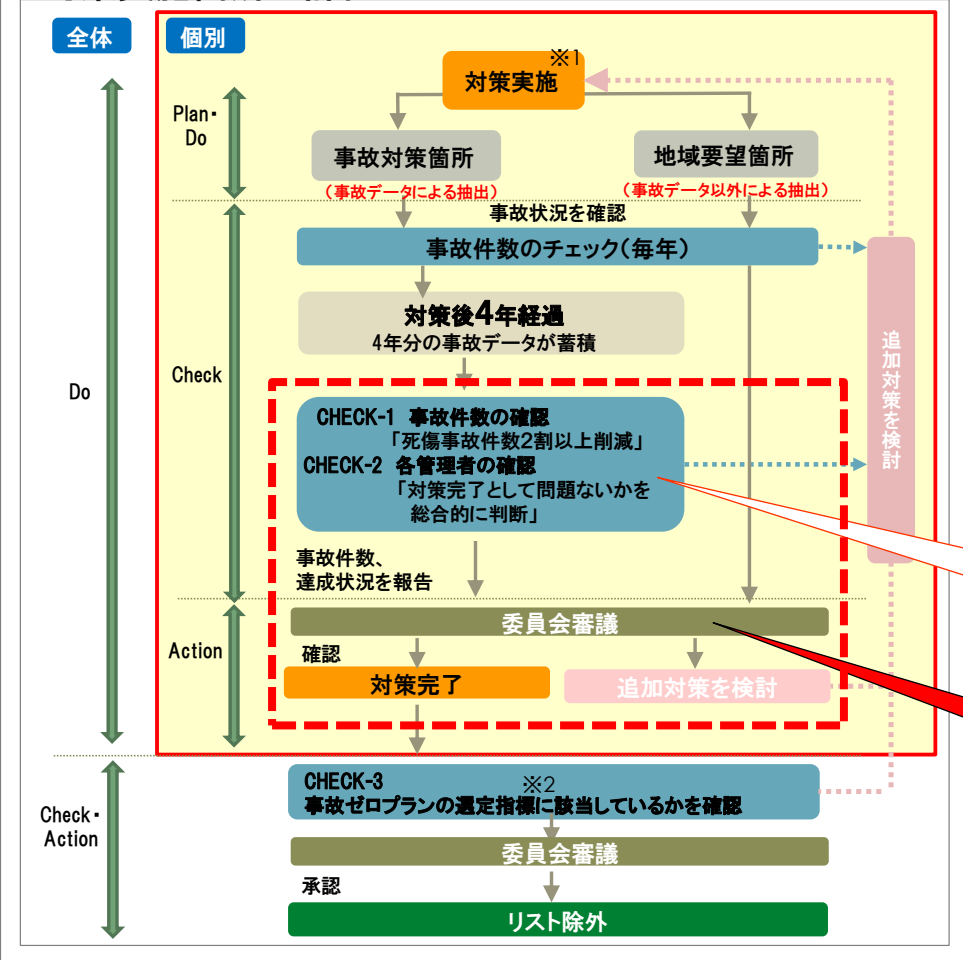 全体
個別
※1
対策実施
Plan・
Do
事故対策箇所
地域要望箇所
（事故データによる抽出）
（事故データ以外による抽出）
事故状況を確認
事故件数のチェック（毎年）
対策後4年経過
4年分の事故データが蓄積
追加対策を検討
Do
Check
CHECK-1 事故件数の確認
「死傷事故件数2割以上削減」
CHECK-2 各管理者の確認
「対策完了として問題ないかを
総合的に判断」
事故件数、
達成状況を報告
委員会審議
Action
確認
対策完了
追加対策を検討
Check・
Action
CHECK-3
※2
事故ゼロプランの選定指標に該当しているかを確認
委員会審議
承認
リスト除外